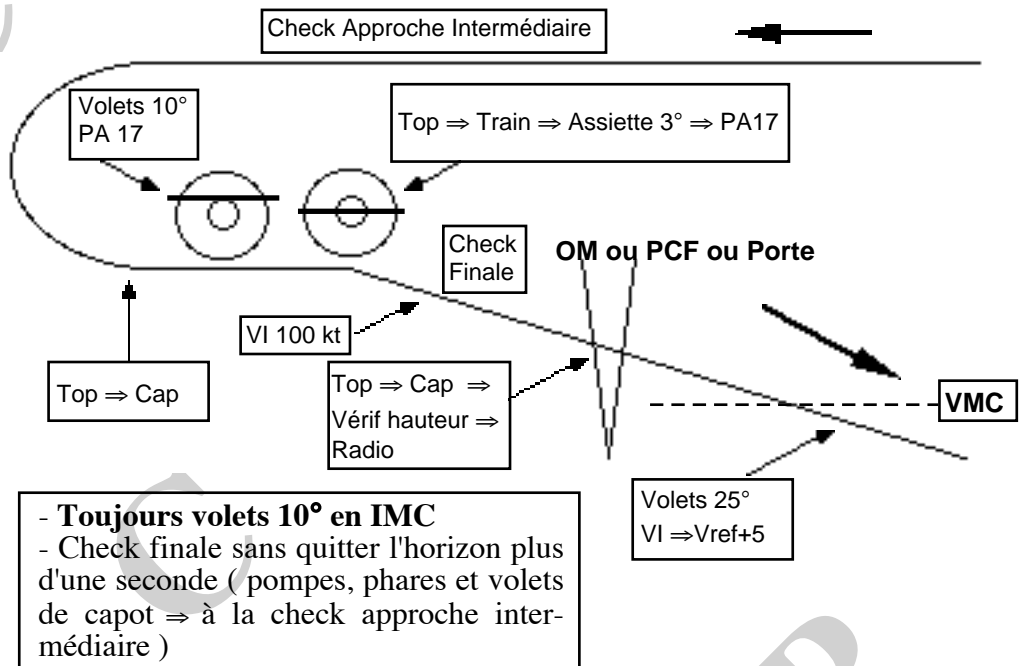 Check Approche Intermédiaire
Volets 10°
PA 17
Top ⇒ Train ⇒ Assiette 3° ⇒ PA17
Check
Finale
OM ou PCF ou Porte
VI 100 kt
Top ⇒ Cap
Top ⇒ Cap ⇒
Vérif hauteur ⇒
Radio
VMC
Volets 25°
VI ⇒Vref+5
- Toujours volets 10° en IMC
- Check finale sans quitter l'horizon plus
d'une seconde ( pompes, phares et volets
de capot ⇒ à la check approche inter-
médiaire )